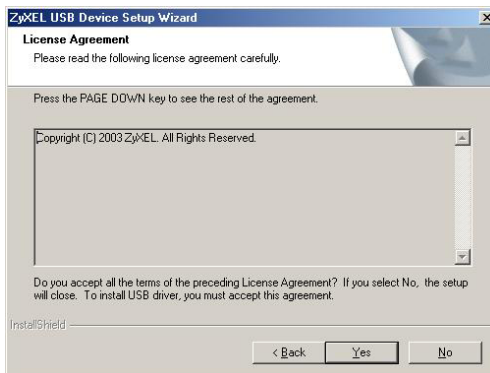 ZyXEL USB Device Setup Wizard
License Agreement
Please read the following license agreement carefully.
Press the PAGE DOWN key to see the rest of the agreement.
Copyright (C) 2003 ZyXEL. All Rights Reserved.
Do you accept all the terms of the preceding License Agreement? If you select No, the setup
will close. To install USB driver, you must accept this agreement.
InstallShield
< Back
Yes
No